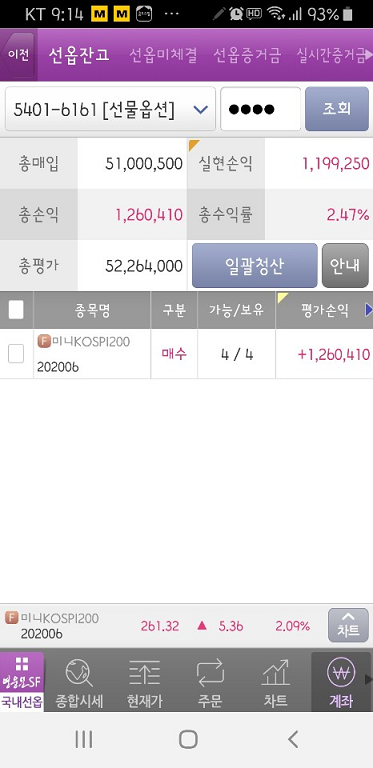 KT 9:14 M M ... HD 93%
이전 선옵잔고 선옵미체결 선옵증거금 실시간증거금
5401-6161 [선물옵션] ●●●● 조회
총매입 51,000,500 실현손익 1,199,250
총손익 1,260,410 총수익률 2.47%
총평가 52,264,000 일괄청산 안내
종목명 구분 가능/보유 평가손익
F 미니KOSPI200
202006 매수 4 / 4 +1,260,410
F 미니KOSPI200
202006 261.32 ▲ 5.36 2.09% 차트
영웅문SF
국내선옵 종합시세 현재가 주문 차트 계좌